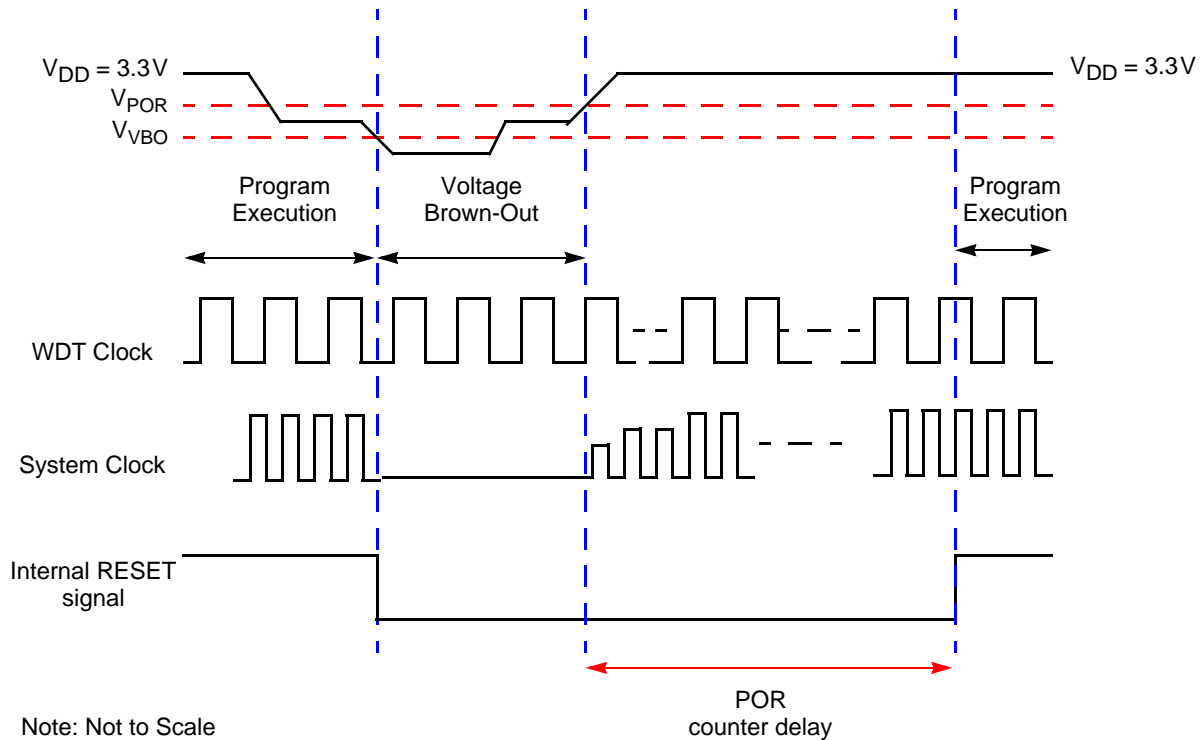 VDD = 3.3V
VDD = 3.3V
VPOR
VVBO
Program
Execution
Voltage
Brown-Out
Program
Execution
WDT Clock
System Clock
Internal RESET
signal
POR
counter delay
Note: Not to Scale